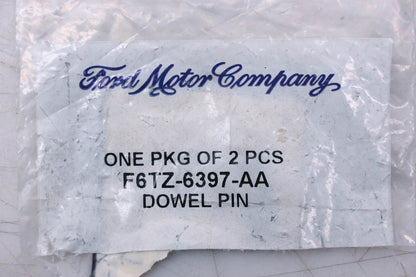 Ford Motor Company
ONE PKG OF 2 PCS
F6TZ-6397-AA
DOWEL PIN